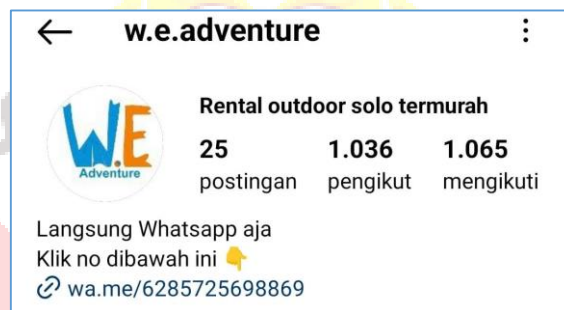 w.e.adventure
W.E
Adventure
Rental outdoor solo termurah
25 1.036 1.065
postingan pengikut mengikuti
Langsung Whatsapp aja
Klik no dibawah ini 👇
wa.me/6285725698869